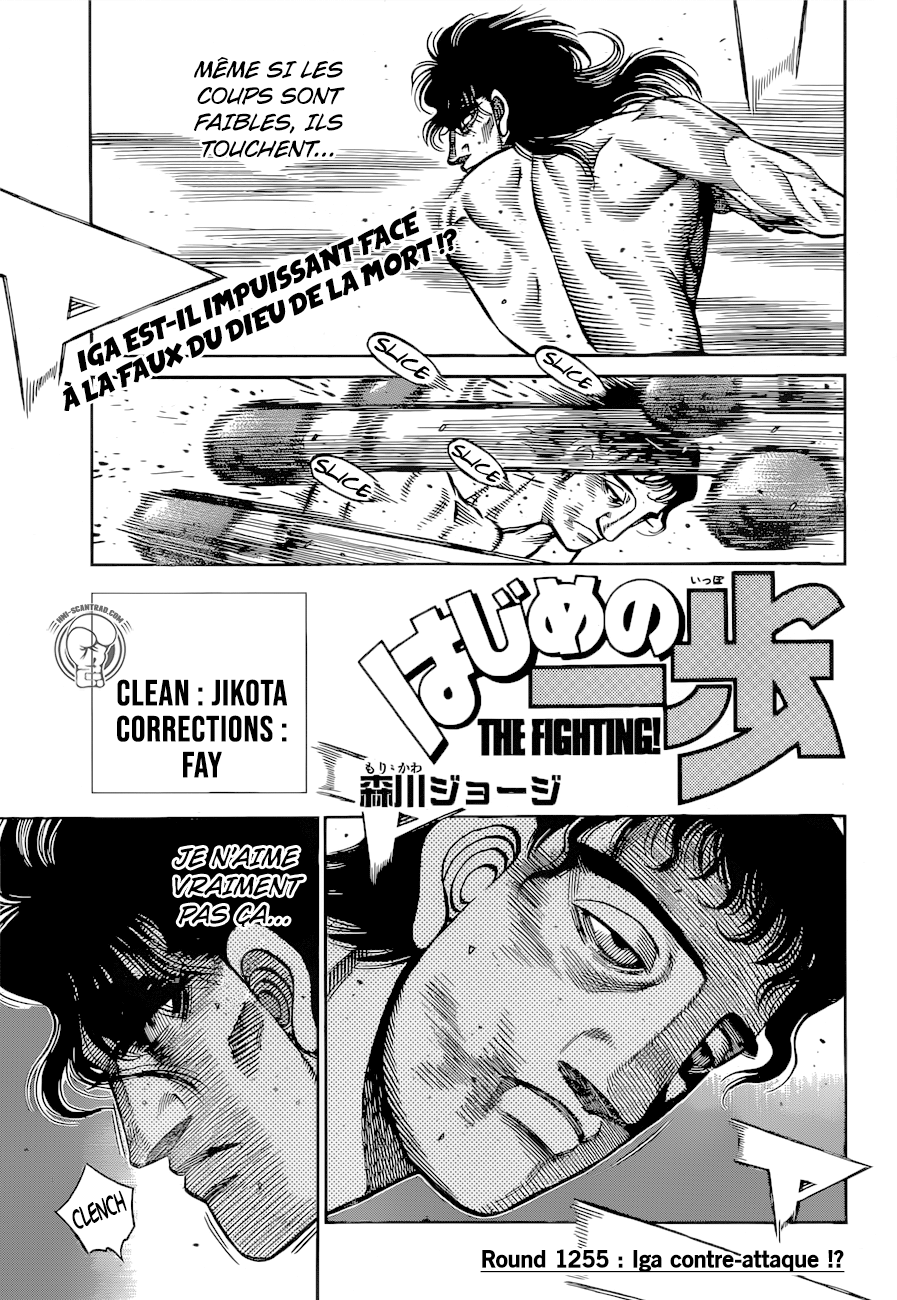 MÊME SI LES
COUPS SONT
FAIBLES, ILS
TOUCHENT...
IGA EST-IL IMPUISSANT FACE
À LA FAUX DU DIEU DE LA MORT !?
SLICE
SLICE
SLICE
SLICE
HNI-SCANTRAD.COM
CLEAN : JIKOTA
CORRECTIONS :
FAY
いっぽ
はじめの一歩
THE FIGHTING!
もり・かわ
森川ジョージ
JE N'AIME
VRAIMENT
PAS ÇA...
CLENCH
Round 1255 : Iga contre-attaque !?